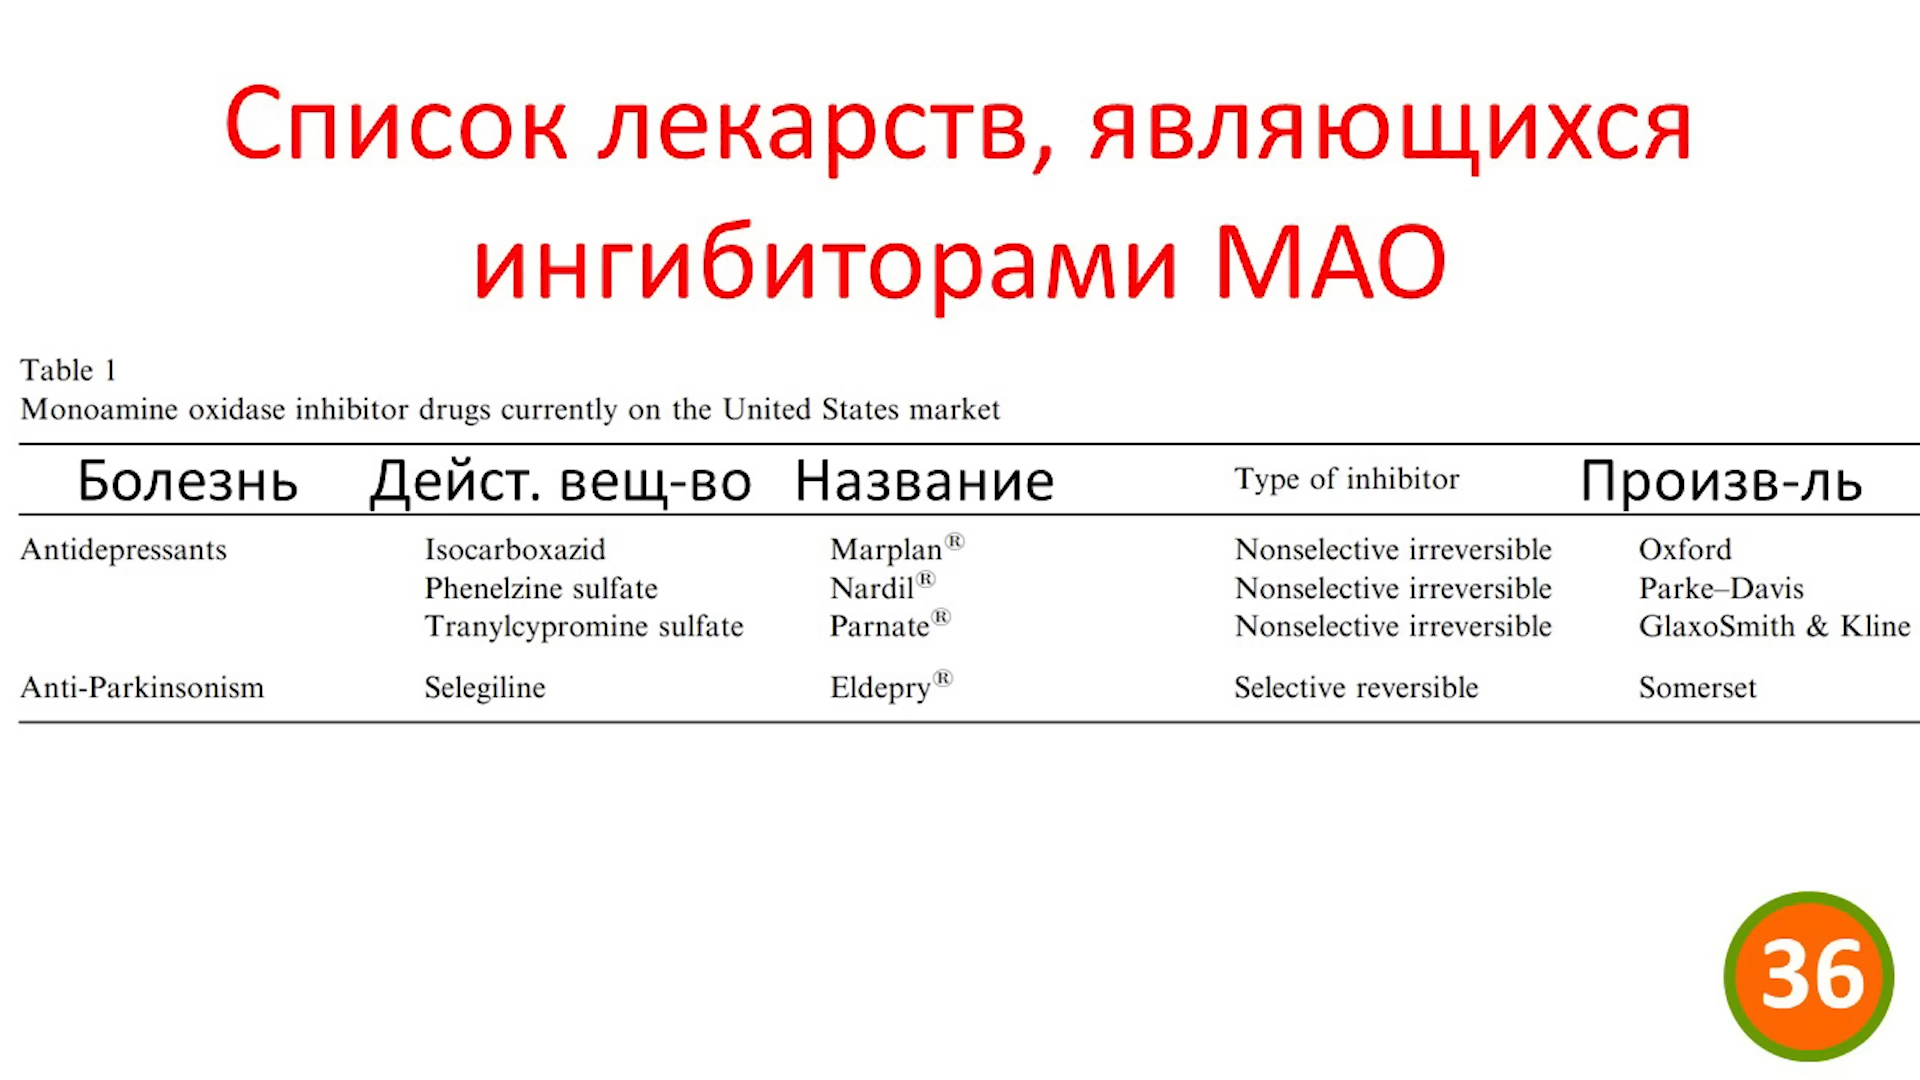 Список лекарств, являющихся
ингибиторами МАО
Table 1
Monoamine oxidase inhibitor drugs currently on the United States market
Болезнь Дейст. вещ-во Название Type of inhibitor Произв-ль
Antidepressants Isocarboxazid Marplan® Nonselective irreversible Oxford
Phenelzine sulfate Nardil® Nonselective irreversible Parke–Davis
Tranylcypromine sulfate Parnate® Nonselective irreversible GlaxoSmith & Kline
Anti-Parkinsonism Selegiline Eldepry® Selective reversible Somerset
36